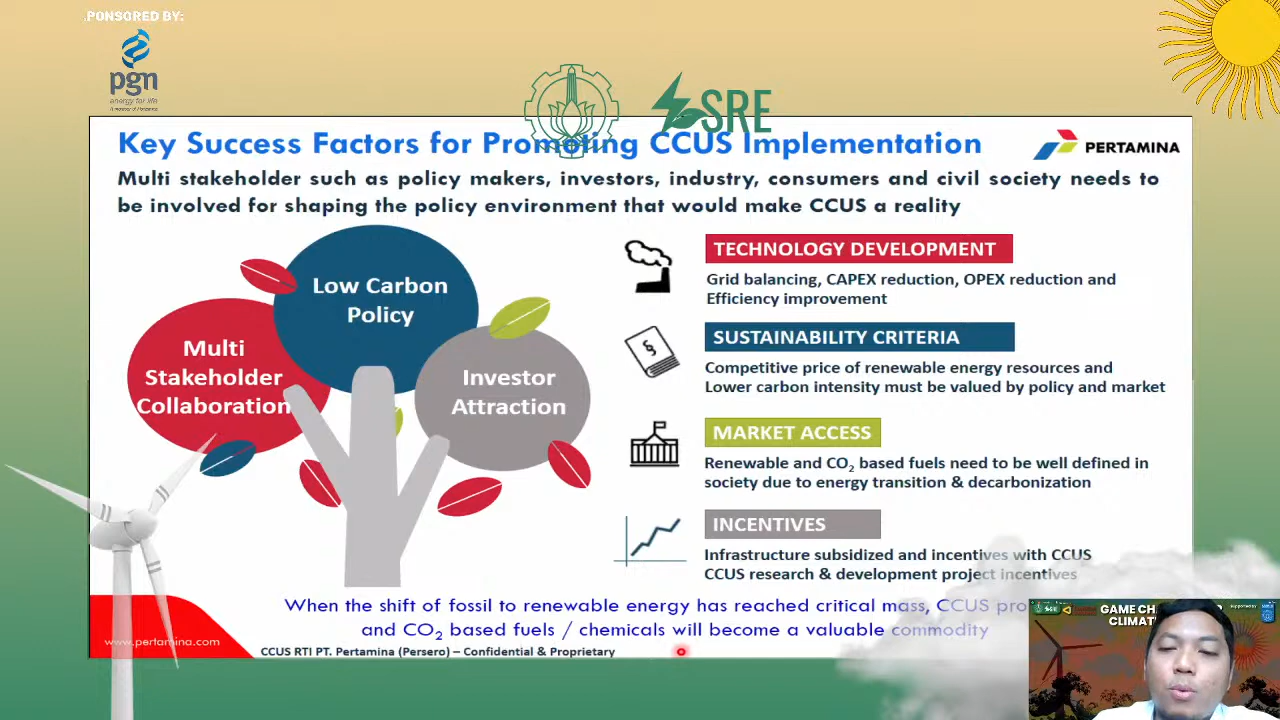 PONSORED BY:
pgn
energy for life
SRE
Key Success Factors for Promoting CCUS Implementation
PERTAMINA
Multi stakeholder such as policy makers, investors, industry, consumers and civil society needs to
be involved for shaping the policy environment that would make CCUS a reality
Low Carbon
Policy
Multi
Stakeholder
Collaboration
Investor
Attraction
TECHNOLOGY DEVELOPMENT
Grid balancing, CAPEX reduction, OPEX reduction and
Efficiency improvement
§
SUSTAINABILITY CRITERIA
Competitive price of renewable energy resources and
Lower carbon intensity must be valued by policy and market
MARKET ACCESS
Renewable and CO₂ based fuels need to be well defined in
society due to energy transition & decarbonization
INCENTIVES
Infrastructure subsidized and incentives with CCUS
CCUS research & development project incentives
When the shift of fossil to renewable energy has reached critical mass, CCUS pro
and CO₂ based fuels / chemicals will become a valuable commodity
www.pertamina.com
CCUS RTI PT. Pertamina (Persero) – Confidential & Proprietary
SRE
GAME CH
CLIMAT